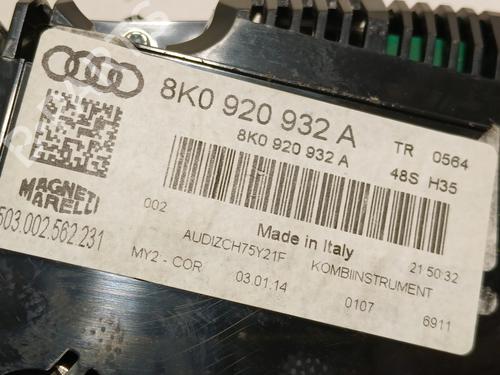 8K0 920 932 A
8K0 920 932 A
TR 0564
48S H35
MAGNETI
MARELLI
503.002.562.231
002
Made in Italy
AUDIZCH75Y21F
KOMBIINSTRUMENT
21:50:32
MY2 - COR
03.01.14
0107
6911